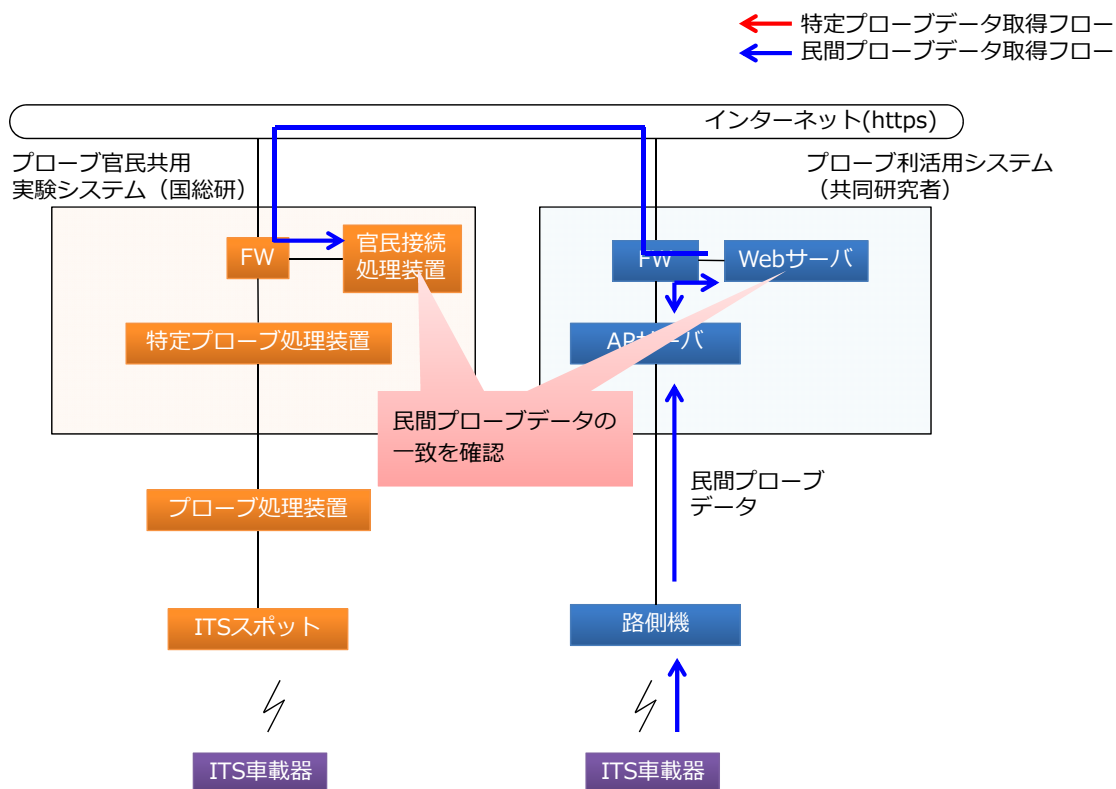 特定プローブデータ取得フロー
民間プローブデータ取得フロー
インターネット(https)
プローブ官民共用
実験システム（国総研）
プローブ利活用システム
（共同研究者）
FW
官民接続
処理装置
FW
Webサーバ
特定プローブ処理装置
APサーバ
民間プローブデータの
一致を確認
プローブ処理装置
民間プローブ
データ
ITSスポット
路側機
ITS車載器
ITS車載器